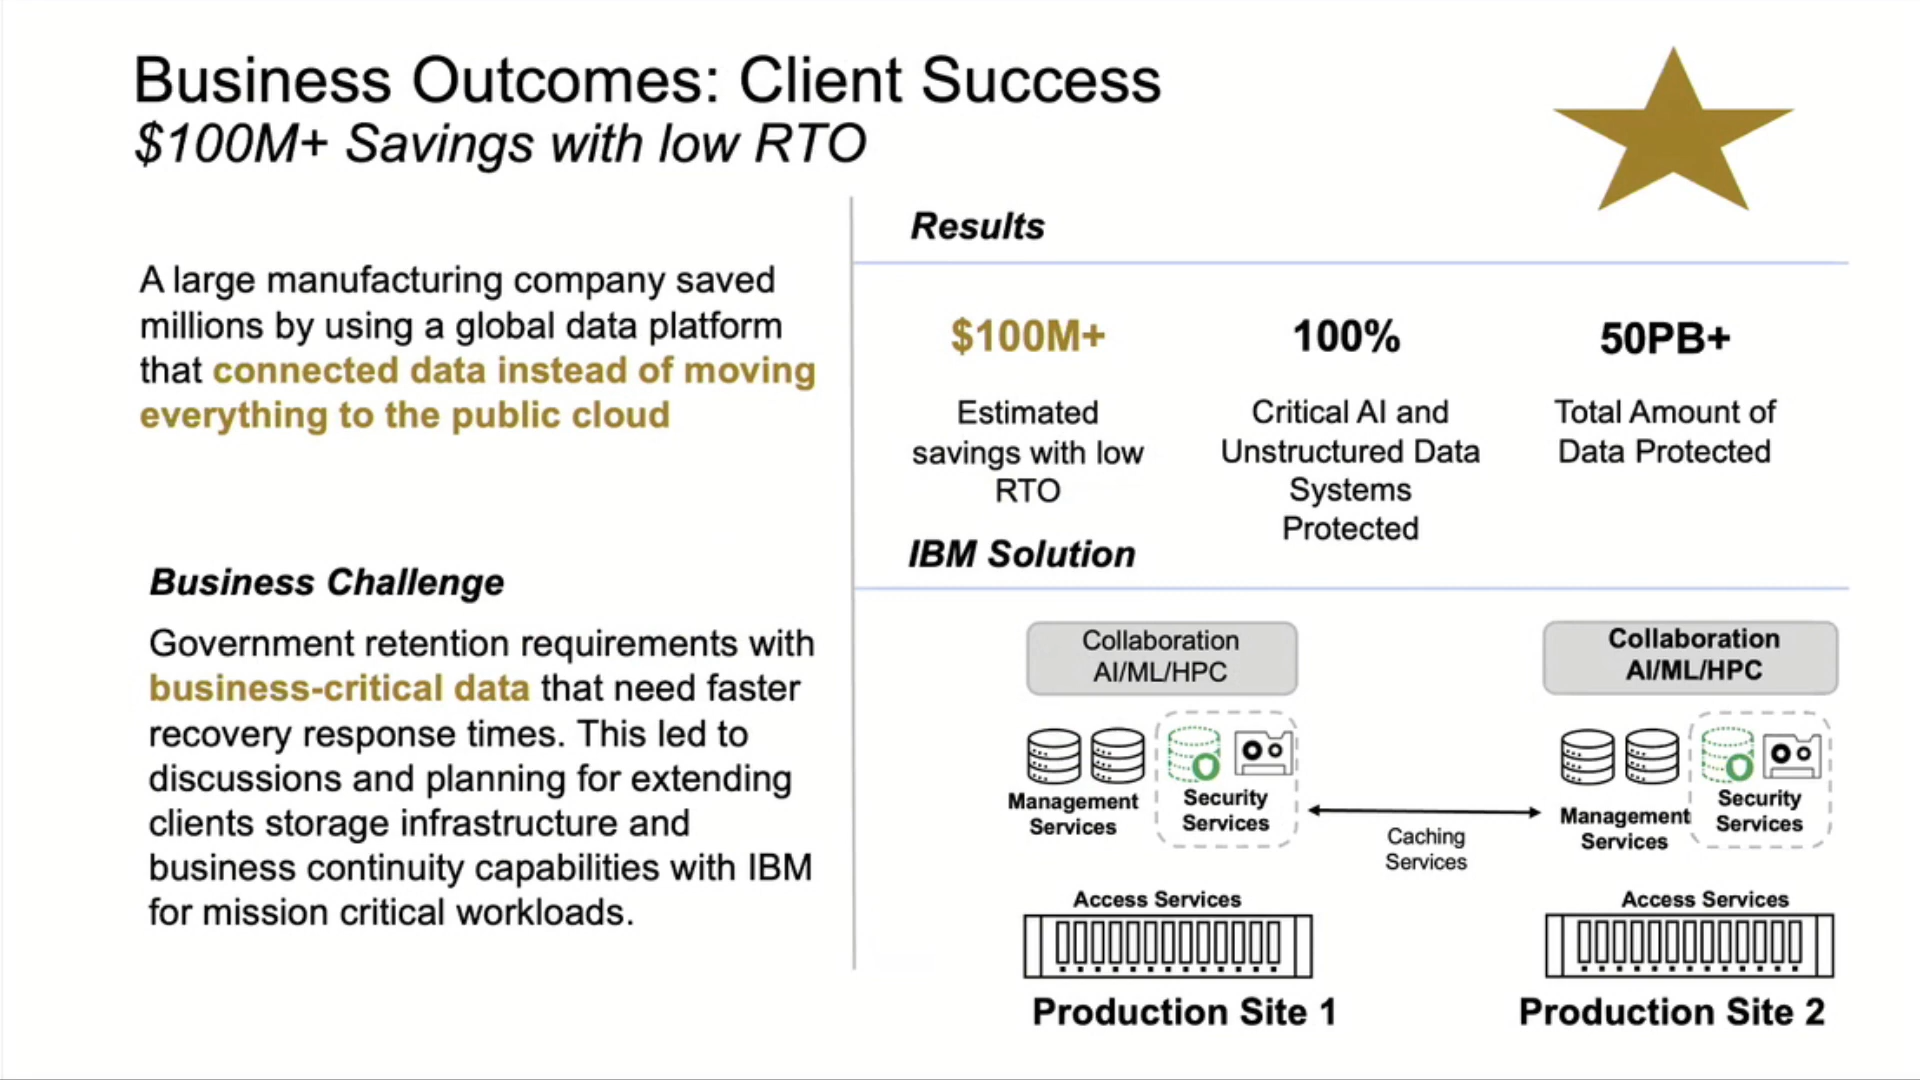 Business Outcomes: Client Success
$100M+ Savings with low RTO
A large manufacturing company saved
millions by using a global data platform
that connected data instead of moving
everything to the public cloud
Business Challenge
Government retention requirements with
business-critical data that need faster
recovery response times. This led to
discussions and planning for extending
clients storage infrastructure and
business continuity capabilities with IBM
for mission critical workloads.
Results
$100M+
Estimated
savings with low
RTO
100%
Critical AI and
Unstructured Data
Systems
Protected
50PB+
Total Amount of
Data Protected
IBM Solution
Collaboration
AI/ML/HPC
Management
Services
Security
Services
Access Services
Production Site 1
Caching
Services
Collaboration
AI/ML/HPC
Management
Services
Security
Services
Access Services
Production Site 2